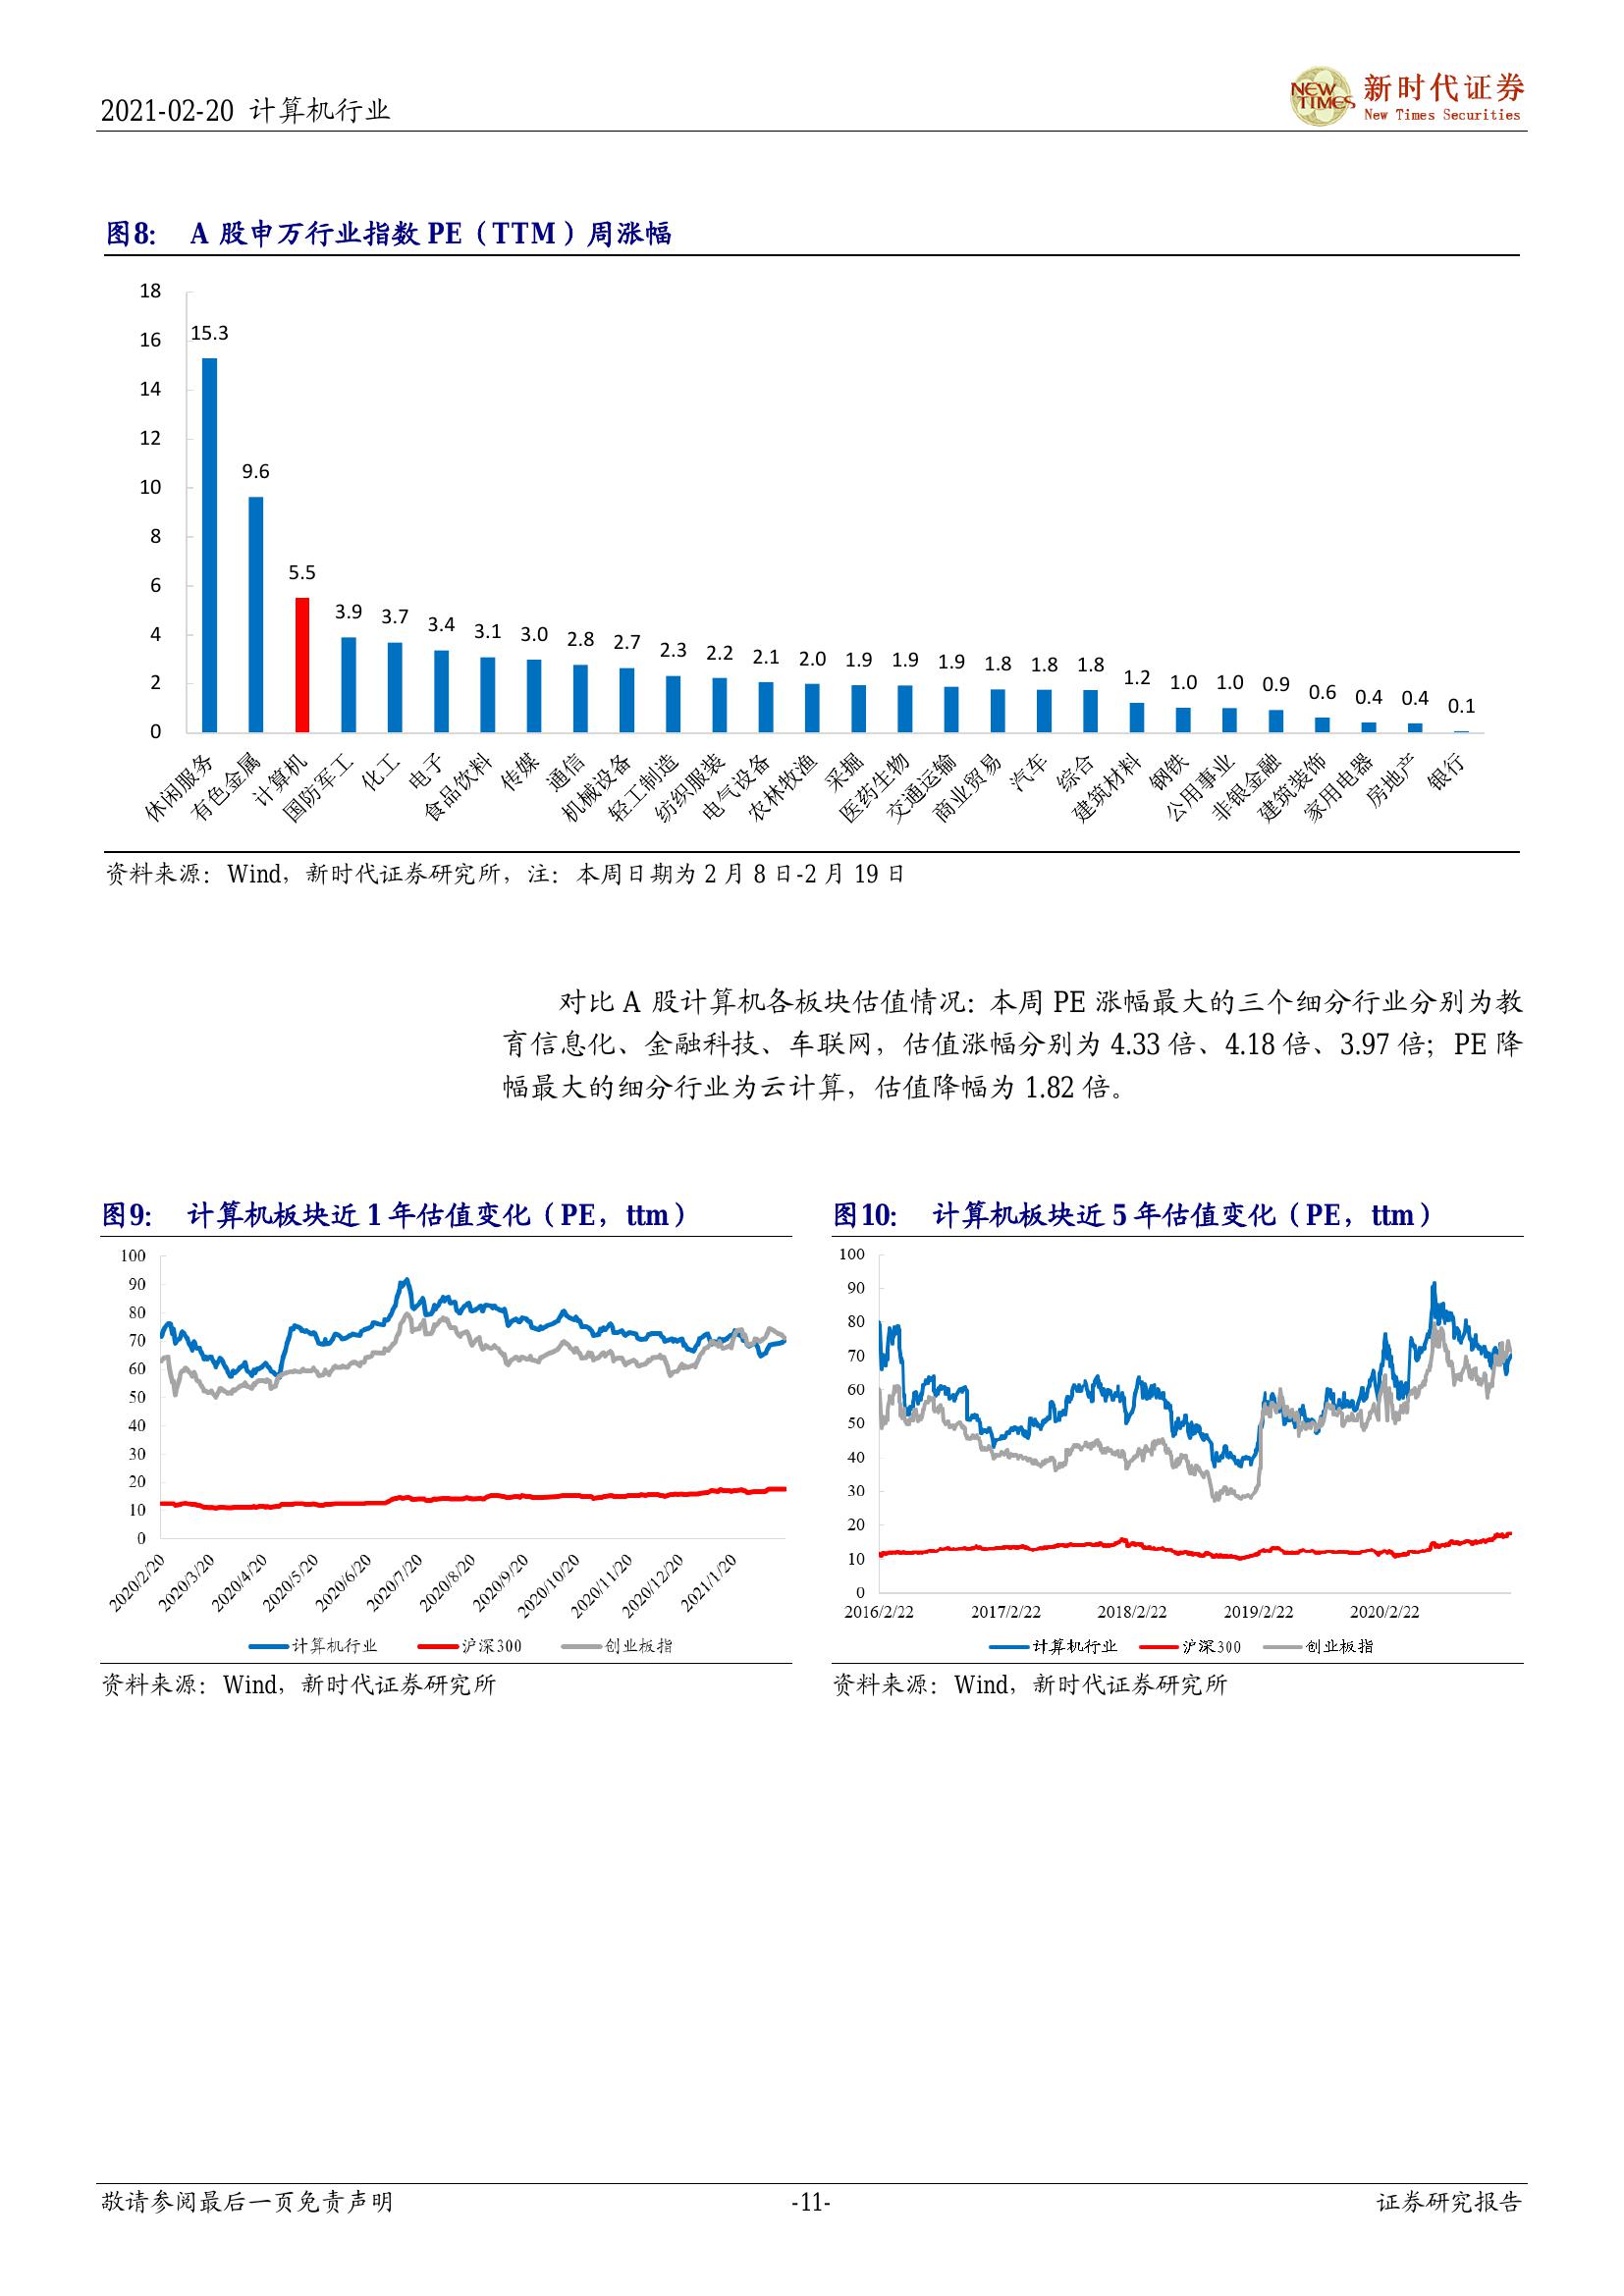 2021-02-20 计算机行业
NEW TIMES 新时代证券
New Times Securities
图8: A 股申万行业指数 PE（TTM）周涨幅
18
16
14
12
10
8
6
4
2
0
15.3 9.6 5.5 3.9 3.7 3.4 3.1 3.0 2.8 2.7 2.3 2.2 2.1 2.0 1.9 1.9 1.9 1.8 1.8 1.8 1.2 1.0 1.0 0.9 0.6 0.4 0.4 0.1
休闲服务 有色金属 计算机 国防军工 化工 电子 食品饮料 传媒 通信 机械设备 轻工制造 纺织服装 电气设备 农林牧渔 采掘 医药生物 交通运输 商业贸易 汽车 综合 建筑材料 钢铁 公用事业 非银金融 建筑装饰 家用电器 房地产 银行
资料来源：Wind，新时代证券研究所，注：本周日期为 2 月 8 日-2 月 19 日
对比 A 股计算机各板块估值情况：本周 PE 涨幅最大的三个细分行业分别为教
育信息化、金融科技、车联网，估值涨幅分别为 4.33 倍、4.18 倍、3.97 倍；PE 降
幅最大的细分行业为云计算，估值降幅为 1.82 倍。
图9: 计算机板块近 1 年估值变化（PE，ttm）
100
90
80
70
60
50
40
30
20
10
0
2020/2/20 2020/3/20 2020/4/20 2020/5/20 2020/6/20 2020/7/20 2020/8/20 2020/9/20 2020/10/20 2020/11/20 2020/12/20 2021/1/20
计算机行业 沪深300 创业板指
资料来源：Wind，新时代证券研究所
图10: 计算机板块近 5 年估值变化（PE，ttm）
100
90
80
70
60
50
40
30
20
10
0
2016/2/22 2017/2/22 2018/2/22 2019/2/22 2020/2/22
计算机行业 沪深300 创业板指
资料来源：Wind，新时代证券研究所
敬请参阅最后一页免责声明 -11- 证券研究报告